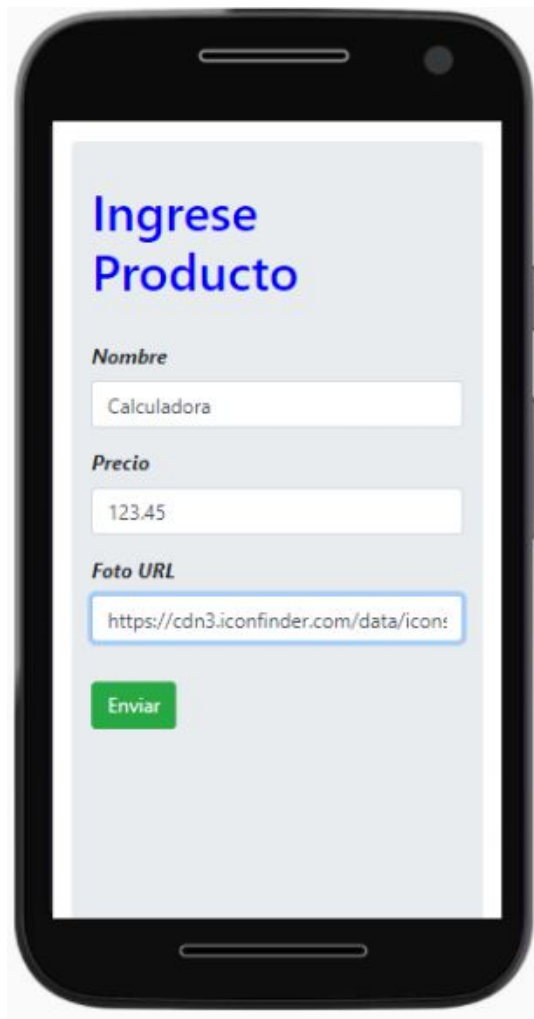 Ingrese
Producto
Nombre
Calculadora
Precio
123.45
Foto URL
https://cdn3.iconfinder.com/data/icons
Enviar